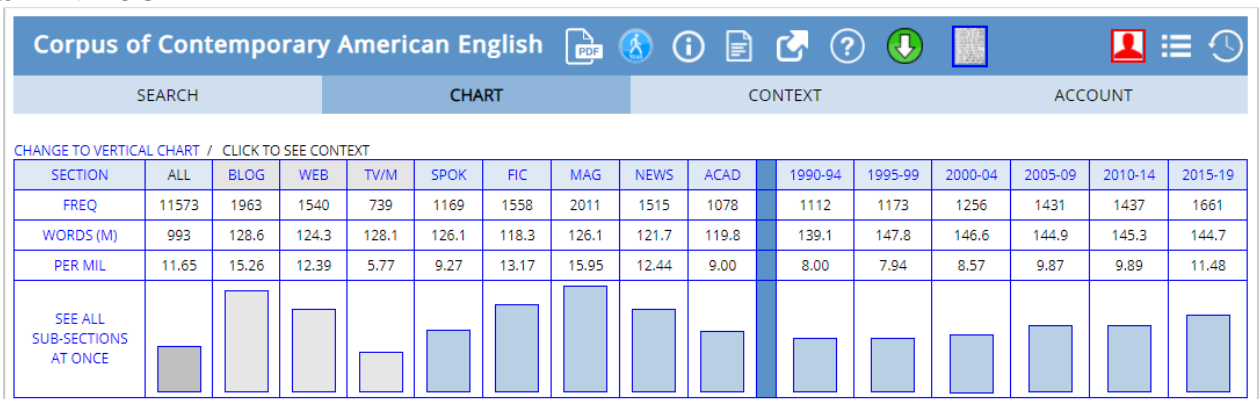 Corpus of Contemporary American English PDF
SEARCH CHART CONTEXT ACCOUNT
CHANGE TO VERTICAL CHART / CLICK TO SEE CONTEXT
SECTION ALL BLOG WEB TV/M SPOK FIC MAG NEWS ACAD 1990-94 1995-99 2000-04 2005-09 2010-14 2015-19
FREQ 11573 1963 1540 739 1169 1558 2011 1515 1078 1112 1173 1256 1431 1437 1661
WORDS (M) 993 128.6 124.3 128.1 126.1 118.3 126.1 121.7 119.8 139.1 147.8 146.6 144.9 145.3 144.7
PER MIL 11.65 15.26 12.39 5.77 9.27 13.17 15.95 12.44 9.00 8.00 7.94 8.57 9.87 9.89 11.48
SEE ALL
SUB-SECTIONS
AT ONCE